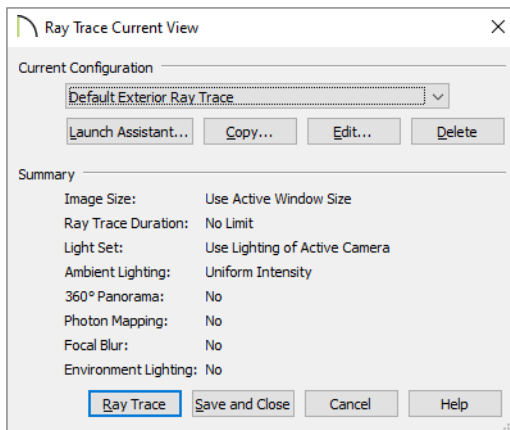 Ray Trace Current View
Current Configuration
Default Exterior Ray Trace
Launch Assistant... Copy... Edit... Delete
Summary
Image Size: Use Active Window Size
Ray Trace Duration: No Limit
Light Set: Use Lighting of Active Camera
Ambient Lighting: Uniform Intensity
360° Panorama: No
Photon Mapping: No
Focal Blur: No
Environment Lighting: No
Ray Trace Save and Close Cancel Help